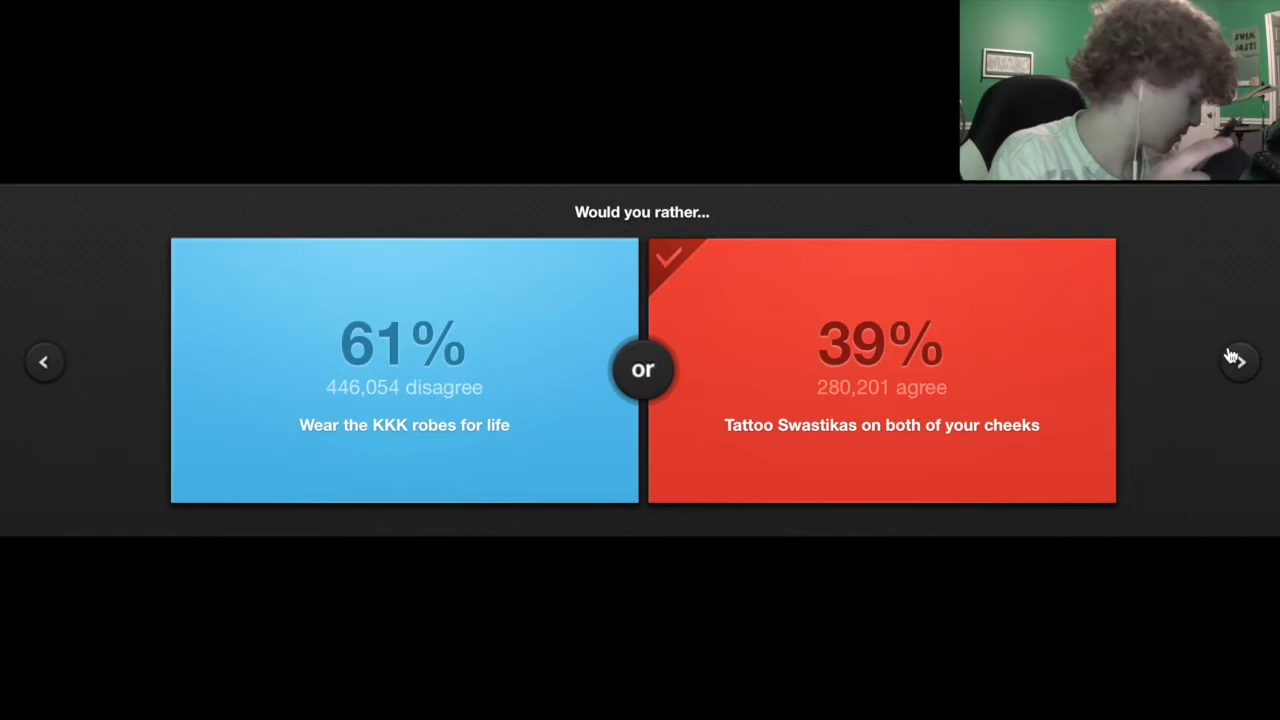 Would you rather...
61%
446,054 disagree
Wear the KKK robes for life
or
39%
280,201 agree
Tattoo Swastikas on both of your cheeks